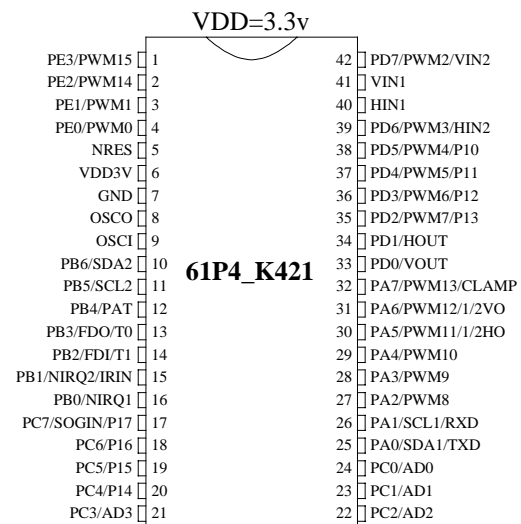 VDD=3.3v
PE3/PWM15 1 42 PD7/PWM2/VIN2
PE2/PWM14 2 41 VIN1
PE1/PWM1 3 40 HIN1
PE0/PWM0 4 39 PD6/PWM3/HIN2
NRES 5 38 PD5/PWM4/P10
VDD3V 6 37 PD4/PWM5/P11
GND 7 36 PD3/PWM6/P12
OSCO 8 35 PD2/PWM7/P13
OSCI 9 34 PD1/HOUT
PB6/SDA2 10 61P4_K421 33 PD0/VOUT
PB5/SCL2 11 32 PA7/PWM13/CLAMP
PB4/PAT 12 31 PA6/PWM12/1/2VO
PB3/FDO/T0 13 30 PA5/PWM11/1/2HO
PB2/FDI/T1 14 29 PA4/PWM10
PB1/NIRQ2/IRIN 15 28 PA3/PWM9
PB0/NIRQ1 16 27 PA2/PWM8
PC7/SOGIN/P17 17 26 PA1/SCL1/RXD
PC6/P16 18 25 PA0/SDA1/TXD
PC5/P15 19 24 PC0/AD0
PC4/P14 20 23 PC1/AD1
PC3/AD3 21 22 PC2/AD2